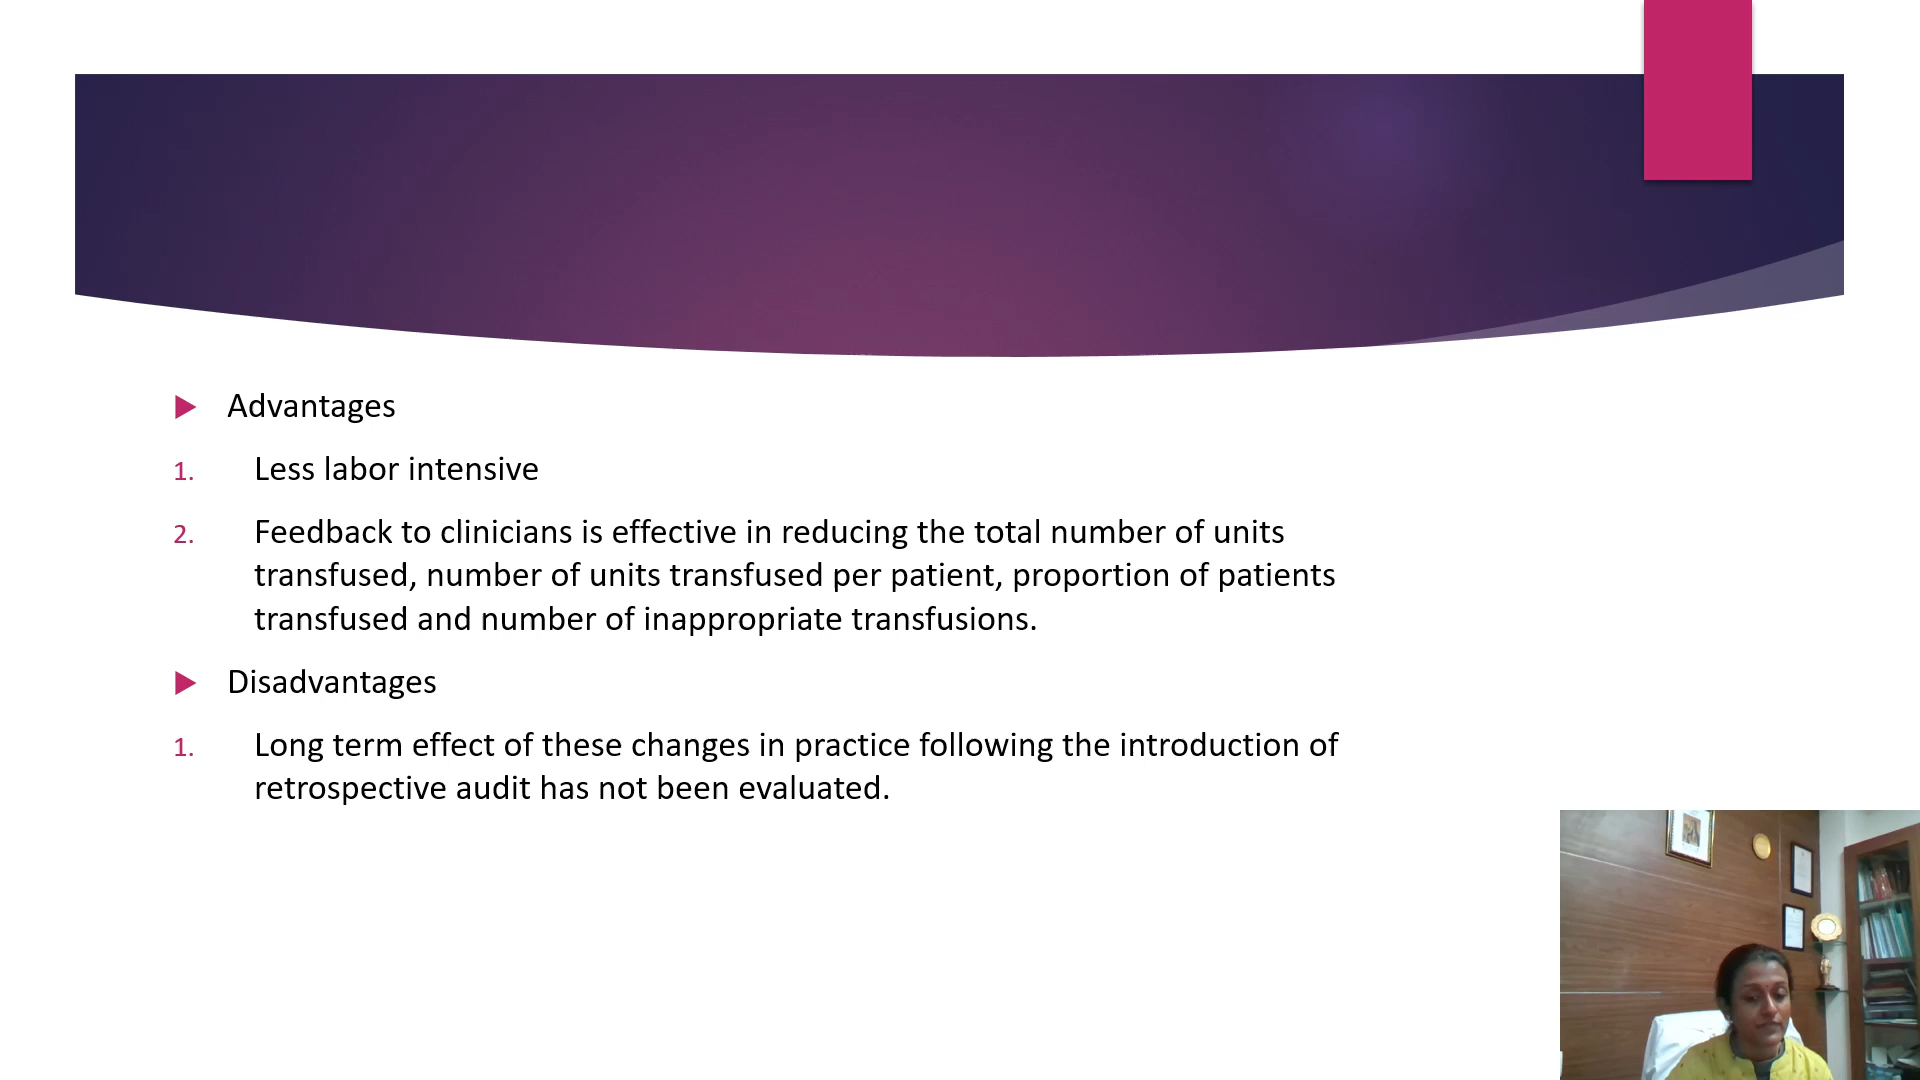 Advantages
1. Less labor intensive
2. Feedback to clinicians is effective in reducing the total number of units
transfused, number of units transfused per patient, proportion of patients
transfused and number of inappropriate transfusions.
Disadvantages
1. Long term effect of these changes in practice following the introduction of
retrospective audit has not been evaluated.